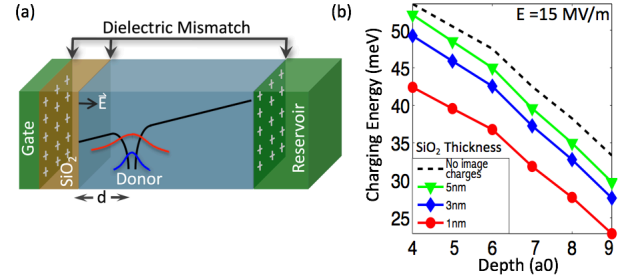 (a)
Dielectric Mismatch
Gate
SiO2
E
Donor
d
Reservoir
(b)
E =15 MV/m
Charging Energy (meV)
50
45
40
35
30
25
SiO2 Thickness
No image
charges
5nm
3nm
1nm
4 5 6 7 8 9
Depth (a0)